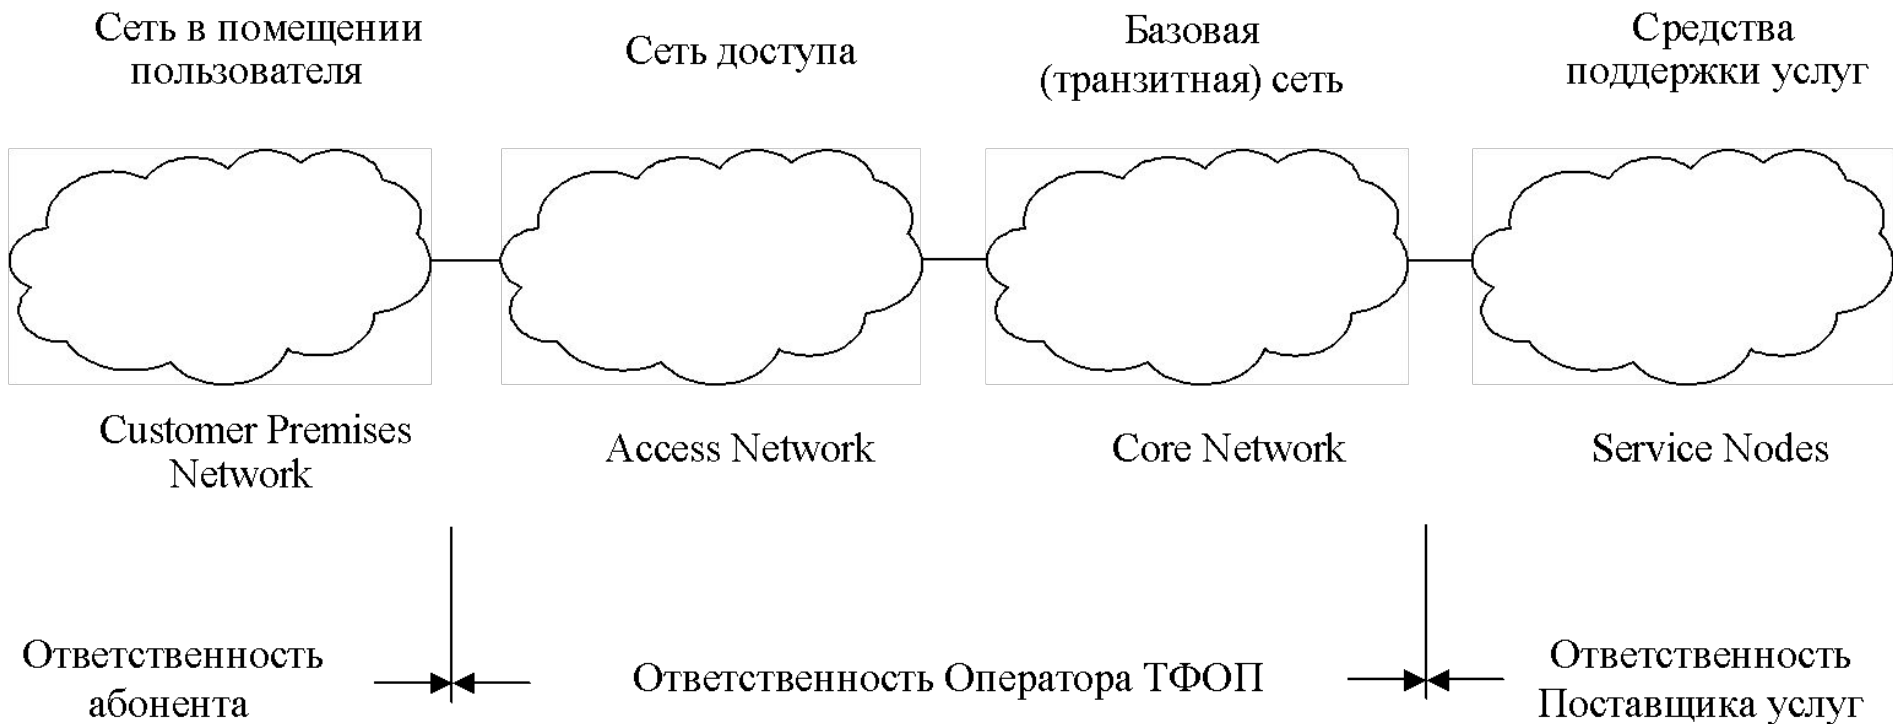 Сеть в помещении
пользователя
Сеть доступа
Базовая
(транзитная) сеть
Средства
поддержки услуг
Customer Premises
Network
Access Network
Core Network
Service Nodes
Ответственность
абонента
Ответственность Оператора ТФОП
Ответственность
Поставщика услуг